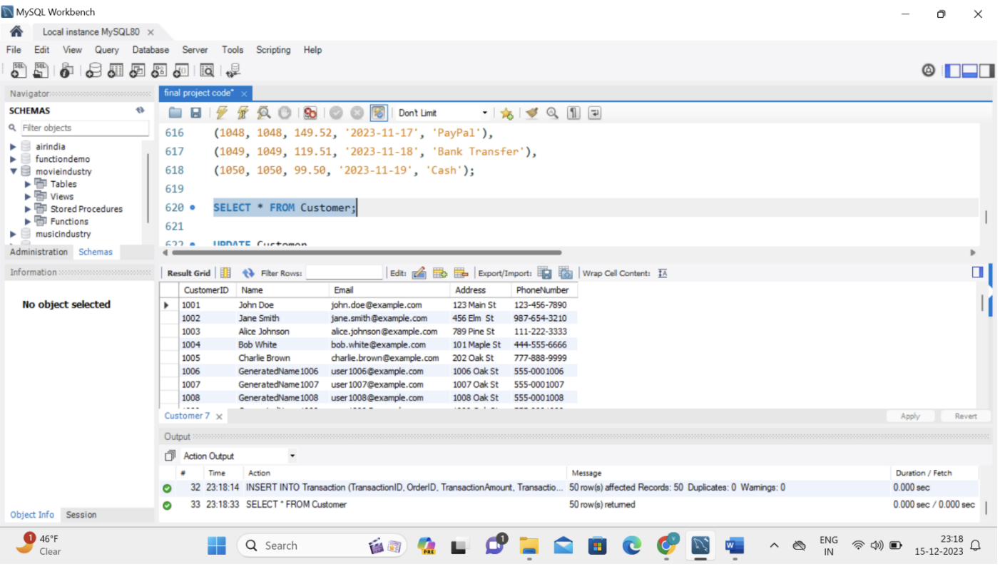 MySQL Workbench
Local instance MySQL80
File Edit View Query Database Server Tools Scripting Help
Navigator
SCHEMAS
Filter objects
airindia
functiondemo
movieindustry
Tables
Views
Stored Procedures
Functions
musicindustry
Administration Schemas
Information
No object selected
Object Info Session
final project code*
Don't Limit
616 (1048, 1048, 149.52, '2023-11-17', 'PayPal'),
617 (1049, 1049, 119.51, '2023-11-18', 'Bank Transfer'),
618 (1050, 1050, 99.50, '2023-11-19', 'Cash');
619
620 SELECT * FROM Customer;
621
622 UPDATE Customer
Result Grid Filter Rows: Edit: Export/Import: Wrap Cell Content:
CustomerID Name Email Address PhoneNumber
1001 John Doe john.doe@example.com 123 Main St 123-456-7890
1002 Jane Smith jane.smith@example.com 456 Elm St 987-654-3210
1003 Alice Johnson alice.johnson@example.com 789 Pine St 111-222-3333
1004 Bob White bob.white@example.com 101 Maple St 444-555-6666
1005 Charlie Brown charlie.brown@example.com 202 Oak St 777-888-9999
1006 GeneratedName1006 user1006@example.com 1006 Oak St 555-0001006
1007 GeneratedName1007 user1007@example.com 1007 Oak St 555-0001007
1008 GeneratedName1008 user1008@example.com 1008 Oak St 555-0001008
Customer 7
Apply Revert
Output
Action Output
# Time Action Message Duration / Fetch
32 23:18:14 INSERT INTO Transaction (TransactionID, OrderID, TransactionAmount, Transactio... 50 row(s) affected Records: 50 Duplicates: 0 Warnings: 0 0.000 sec
33 23:18:33 SELECT * FROM Customer 50 row(s) returned 0.000 sec / 0.000 sec
1
46°F
Clear
Search
PRE
1
ENG
IN
23:18
15-12-2023